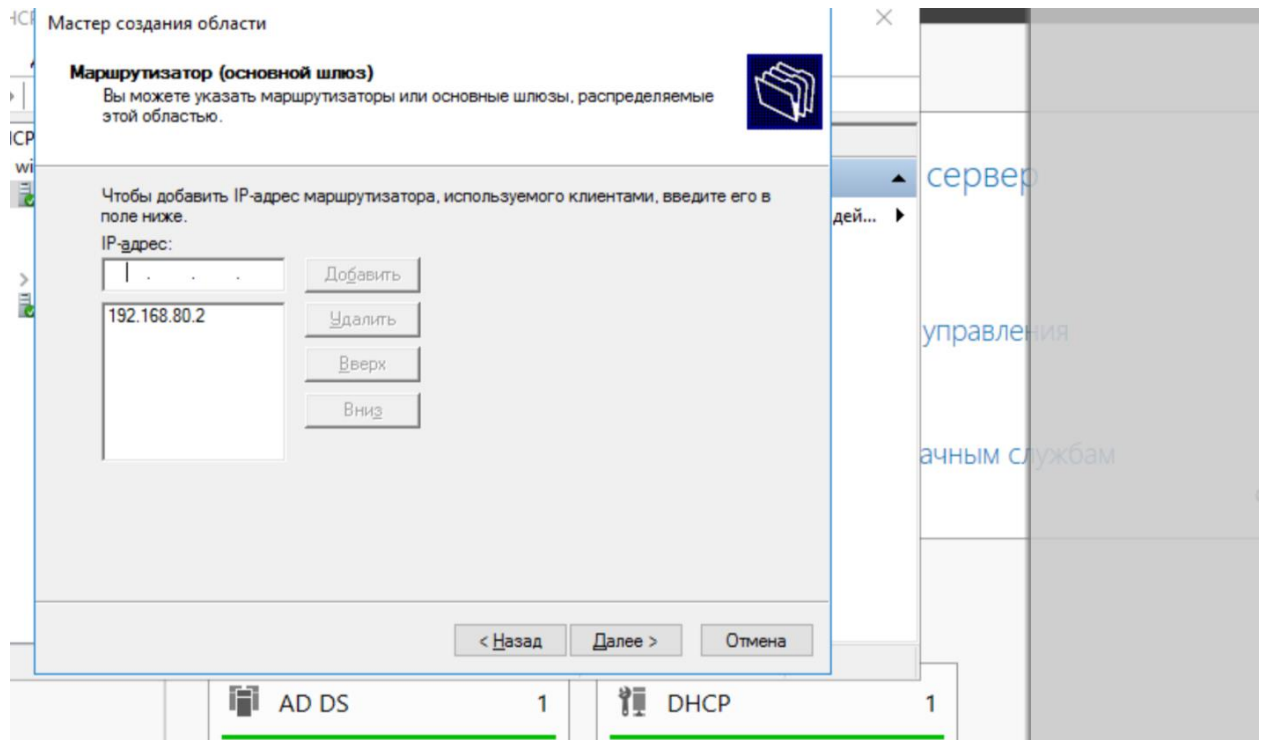 Мастер создания области
Маршрутизатор (основной шлюз)
Вы можете указать маршрутизаторы или основные шлюзы, распределяемые
этой областью.
Чтобы добавить IP-адрес маршрутизатора, используемого клиентами, введите его в
поле ниже.
IP-адрес:
. . .
Добавить
192.168.80.2
Удалить
Вверх
Вниз
< Назад
Далее >
Отмена
дей...
сервер
управления
ачным службам
AD DS 1
DHCP 1